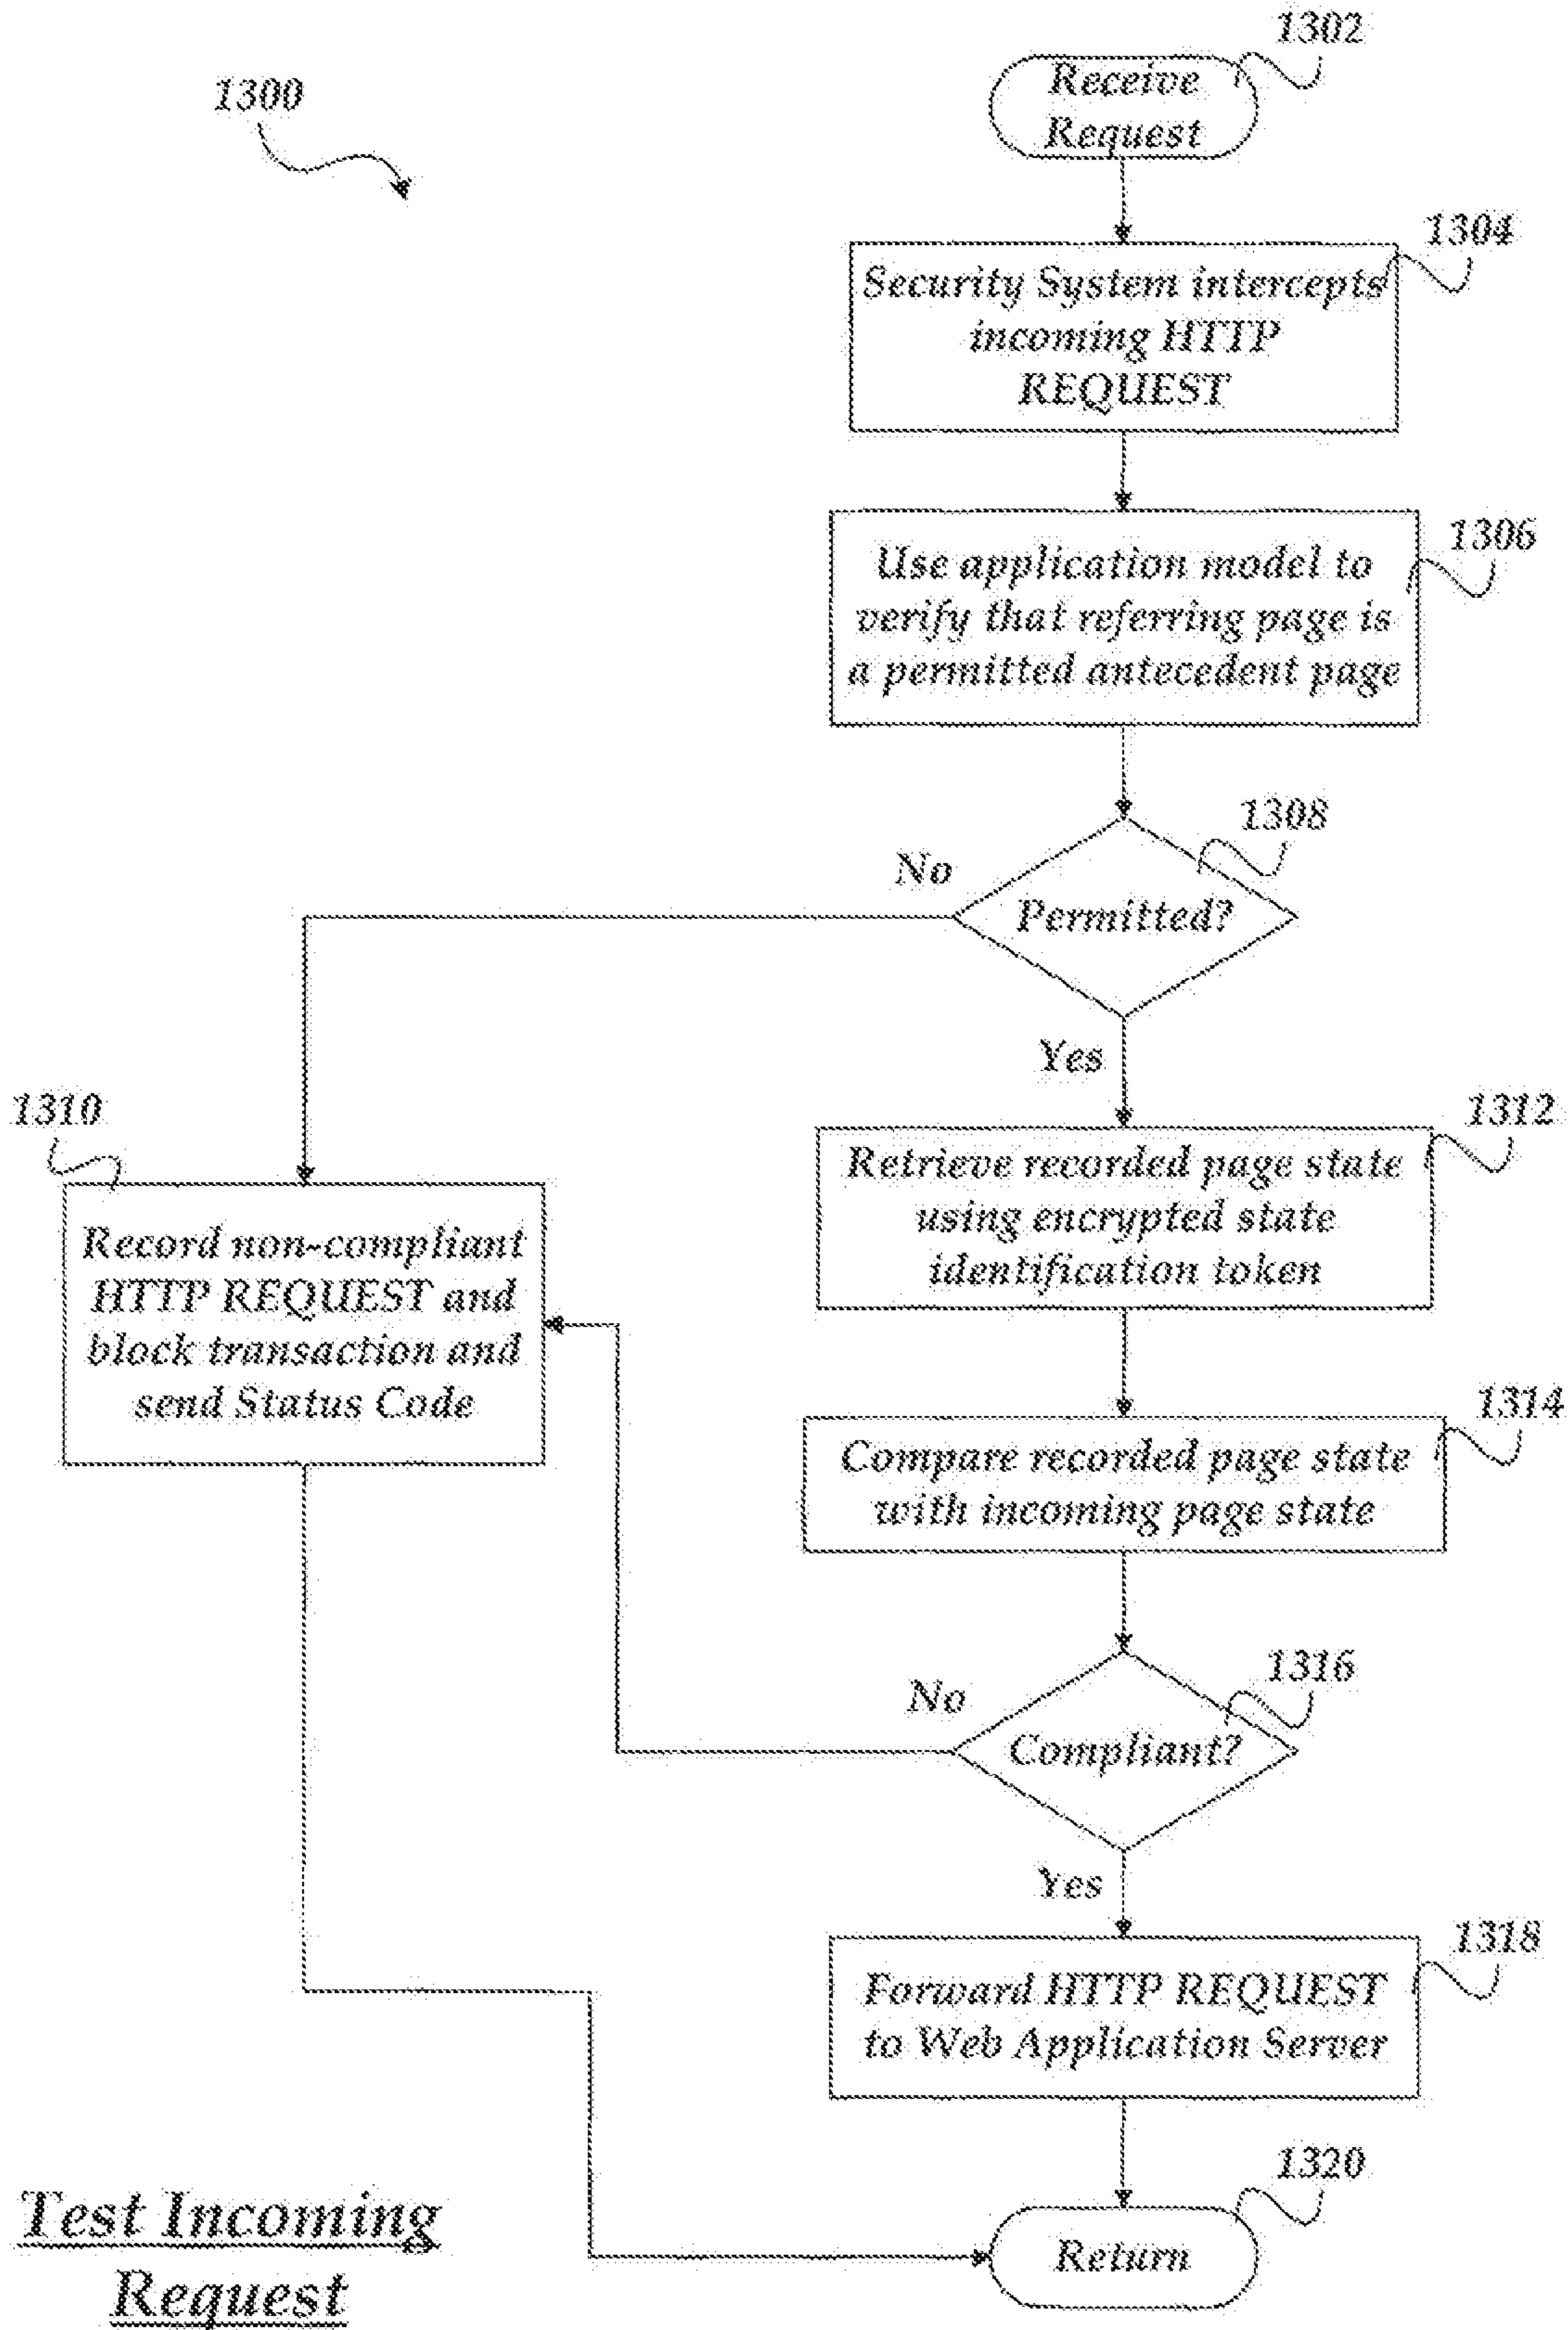 1302
Receive
Request
1300
1304
Security System intercepts
incoming HTTP
REQUEST
1306
Use application model to
verify that referring page is
a permitted antecedent page
1308
No
Permitted?
Yes
1310
1312
Record non-compliant
HTTP REQUEST and
block transaction and
send Status Code
Retrieve recorded page state
using encrypted state
identification token
1314
Compare recorded page state
with incoming page state
1316
No
Compliant?
Yes
1318
Forward HTTP REQUEST
to Web Application Server
1320
Return
Test Incoming
Request